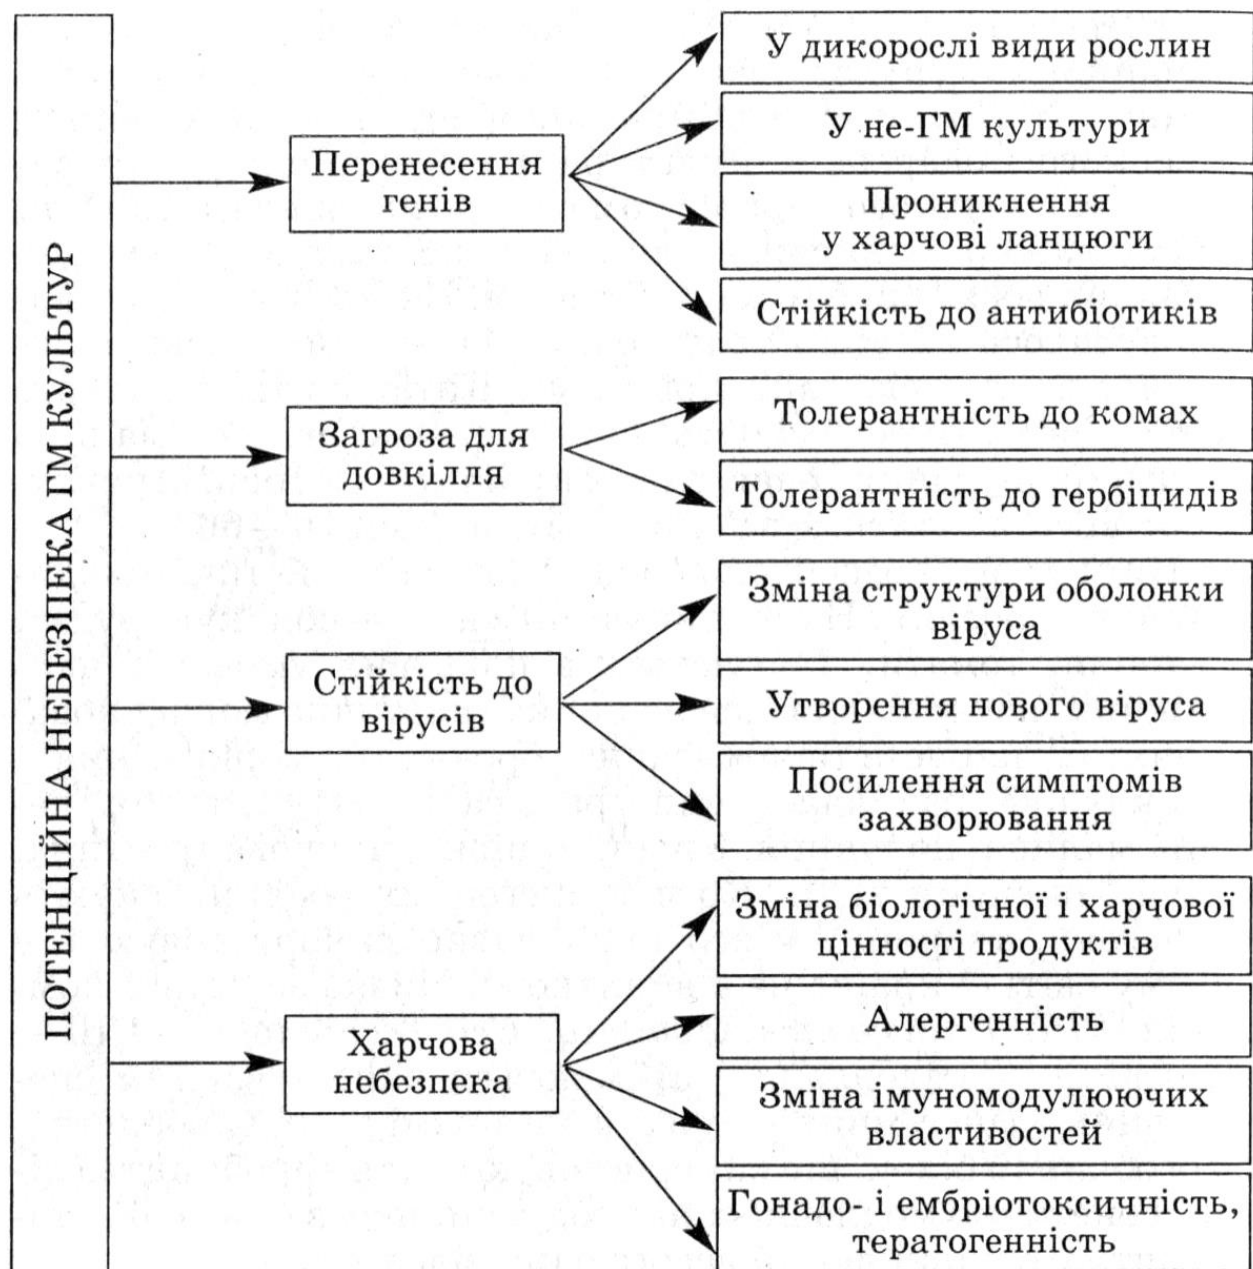 ПОТЕНЦІЙНА НЕБЕЗПЕКА ГМ КУЛЬТУР
Перенесення
генів
У дикорослі види рослин
У не-ГМ культури
Проникнення
у харчові ланцюги
Стійкість до антибіотиків
Загроза для
довкілля
Толерантність до комах
Толерантність до гербіцидів
Стійкість до
вірусів
Зміна структури оболонки
віруса
Утворення нового віруса
Посилення симптомів
захворювання
Харчова
небезпека
Зміна біологічної і харчової
цінності продуктів
Алергенність
Зміна імуномодулюючих
властивостей
Гонадо- і ембріотоксичність,
тератогенність